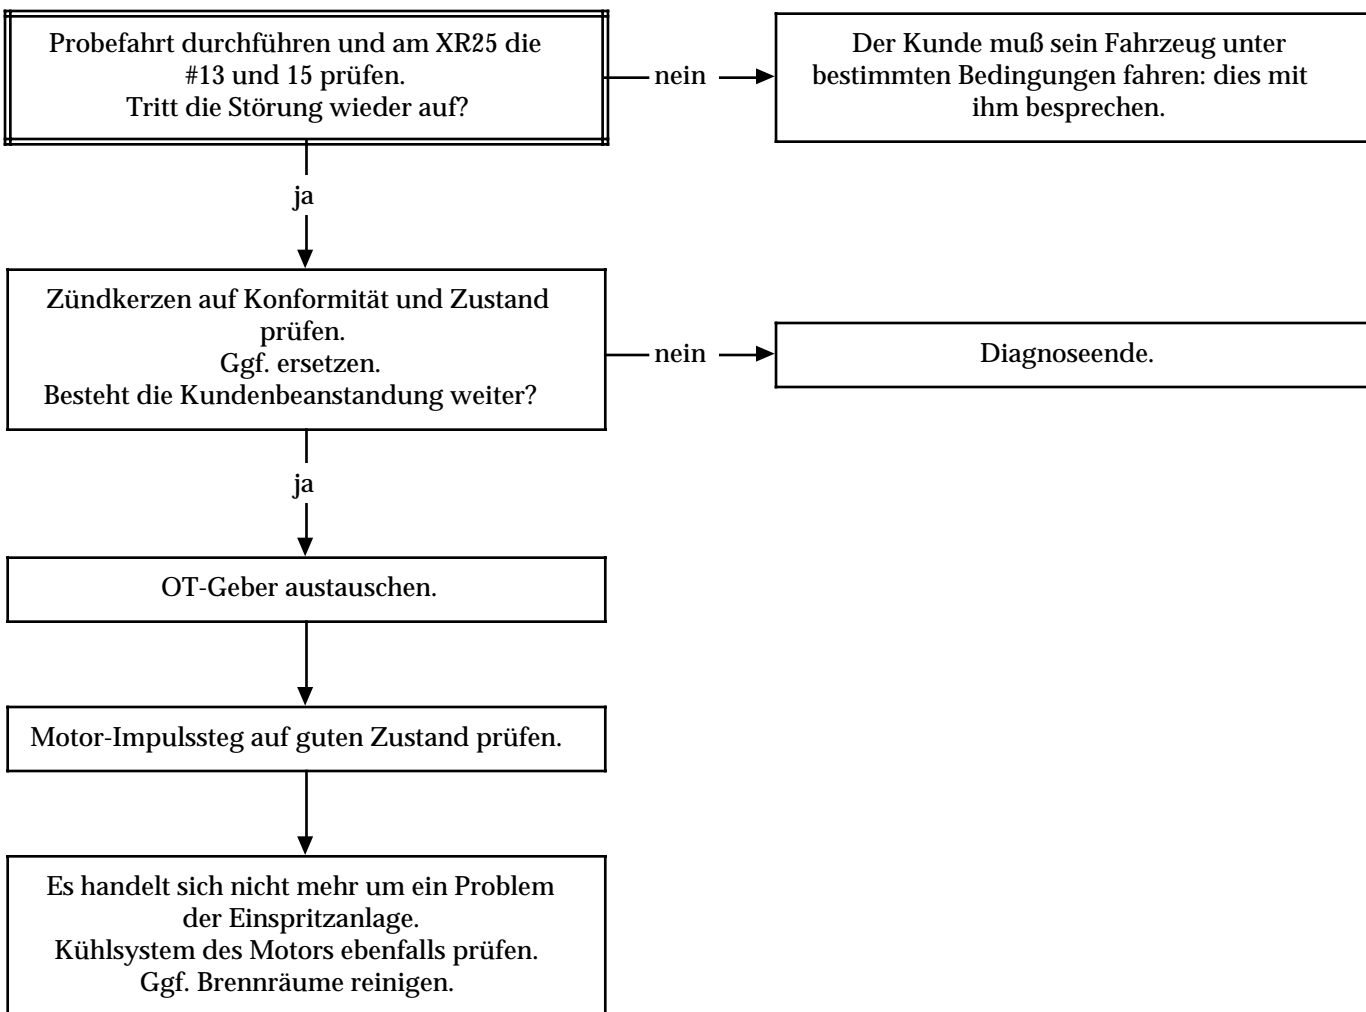 Probefahrt durchführen und am XR25 die
#13 und 15 prüfen.
Tritt die Störung wieder auf?
nein
Der Kunde muß sein Fahrzeug unter
bestimmten Bedingungen fahren: dies mit
ihm besprechen.
ja
Zündkerzen auf Konformität und Zustand
prüfen.
Ggf. ersetzen.
Besteht die Kundenbeanstandung weiter?
nein
Diagnoseende.
ja
OT-Geber austauschen.
Motor-Impulssteg auf guten Zustand prüfen.
Es handelt sich nicht mehr um ein Problem
der Einspritzanlage.
Kühlsystem des Motors ebenfalls prüfen.
Ggf. Brennräume reinigen.